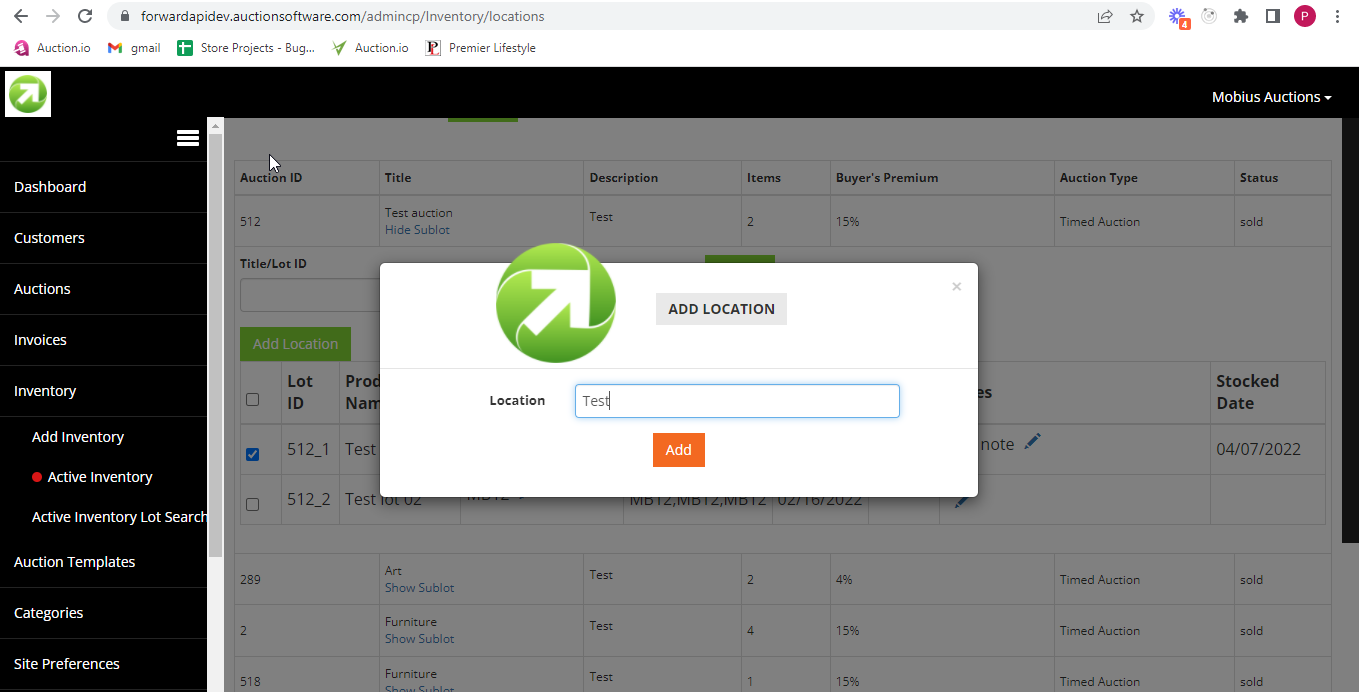 forwardapidev.auctionsoftware.com/admincp/Inventory/locations
4
P
Auction.io
gmail
Store Projects - Bug...
Auction.io
Premier Lifestyle
Mobius Auctions
Dashboard
Customers
Auctions
Invoices
Inventory
Add Inventory
Active Inventory
Active Inventory Lot Search
Auction Templates
Categories
Site Preferences
Auction ID Title Description Items Buyer's Premium Auction Type Status
512 Test auction Test 2 15% Timed Auction sold
Hide Sublot
Title/Lot ID
Add Location
ADD LOCATION
×
Location Test
Add
Lot ID
Stocked Date
512_1 Test note 04/07/2022
512_2 Test lot 02 MB12 MB12,MB12,MB12 02/16/2022
289 Art Test 2 4% Timed Auction sold
Show Sublot
2 Furniture Test 4 15% Timed Auction sold
Show Sublot
518 Furniture Test 1 15% Timed Auction sold
Show Sublot